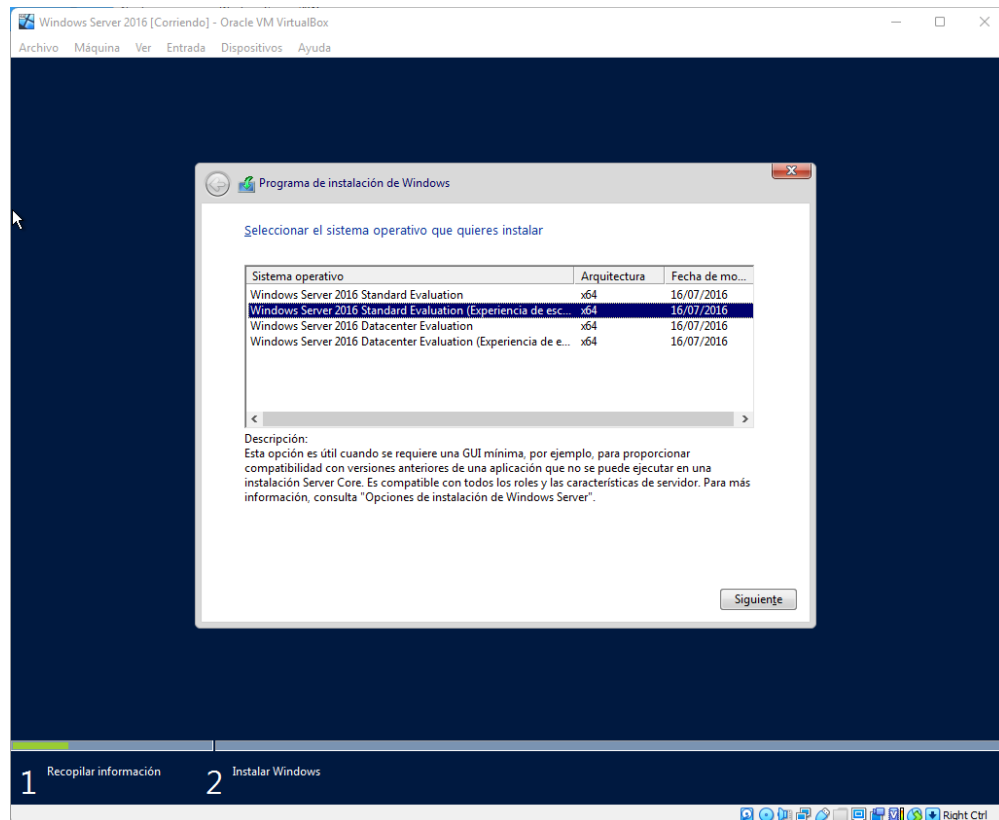 Windows Server 2016 [Corriendo] - Oracle VM VirtualBox
Archivo Máquina Ver Entrada Dispositivos Ayuda
Programa de instalación de Windows
Seleccionar el sistema operativo que quieres instalar
Sistema operativo Arquitectura Fecha de mo...
Windows Server 2016 Standard Evaluation x64 16/07/2016
Windows Server 2016 Standard Evaluation (Experiencia de esc... x64 16/07/2016
Windows Server 2016 Datacenter Evaluation x64 16/07/2016
Windows Server 2016 Datacenter Evaluation (Experiencia de e... x64 16/07/2016
Descripción:
Esta opción es útil cuando se requiere una GUI mínima, por ejemplo, para proporcionar
compatibilidad con versiones anteriores de una aplicación que no se puede ejecutar en una
instalación Server Core. Es compatible con todos los roles y las características de servidor. Para más
información, consulta "Opciones de instalación de Windows Server".
Siguiente
1 Recopilar información 2 Instalar Windows
Right Ctrl